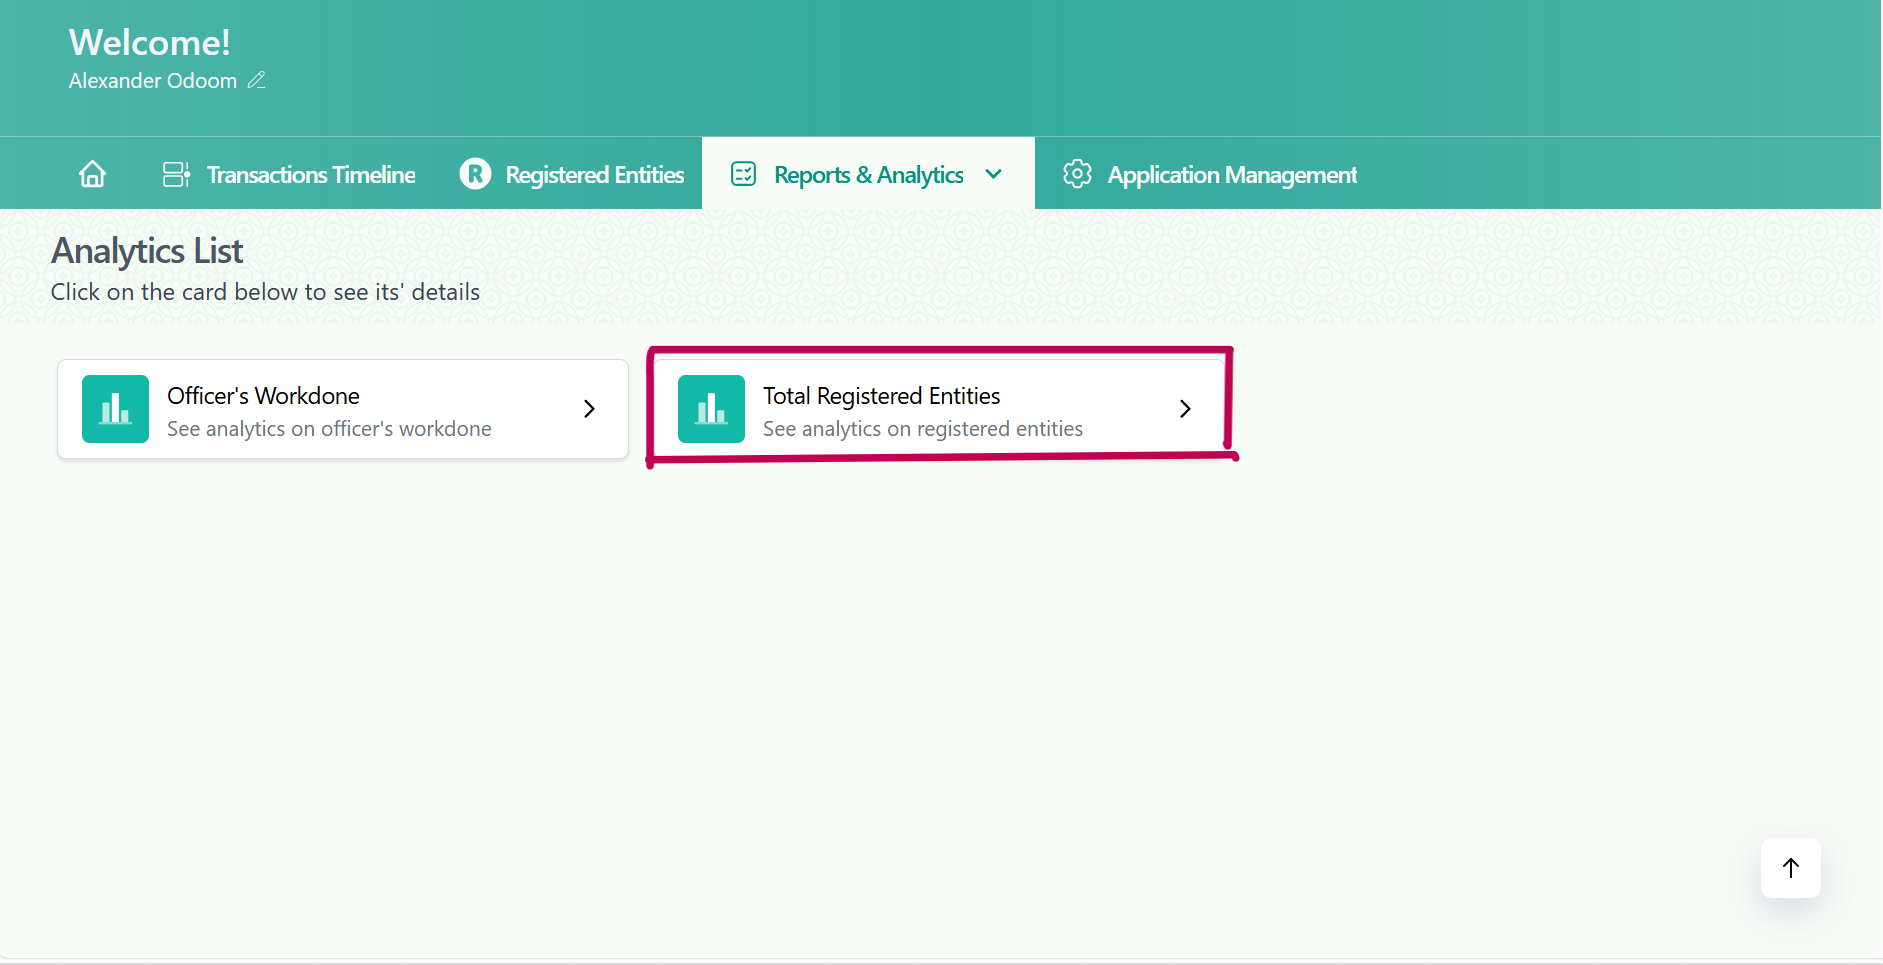 Welcome!
Alexander Odoom
Transactions Timeline
R Registered Entities
Reports & Analytics
Application Management
Analytics List
Click on the card below to see its' details
Officer's Workdone
See analytics on officer's workdone
Total Registered Entities
See analytics on registered entities